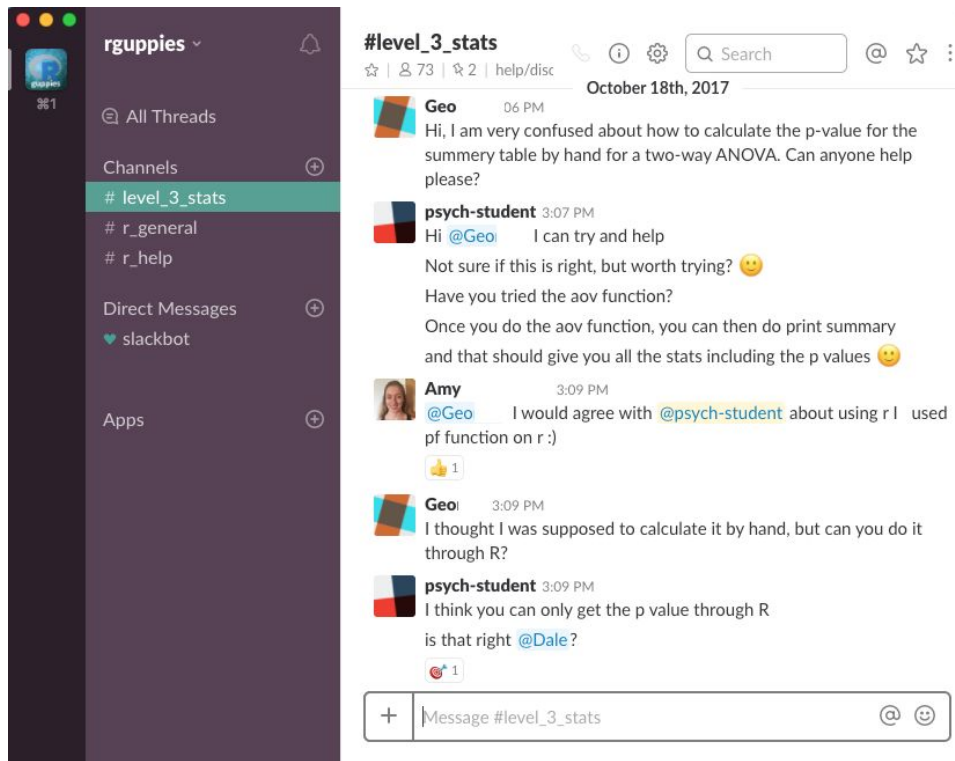 rguppies
guppies
⌘1
All Threads
Channels
# level_3_stats
# r_general
# r_help
Direct Messages
slackbot
Apps
#level_3_stats
73 | 2 | help/disc
Search
October 18th, 2017
Geo 06 PM
Hi, I am very confused about how to calculate the p-value for the
summery table by hand for a two-way ANOVA. Can anyone help
please?
psych-student 3:07 PM
Hi @Geo I can try and help
Not sure if this is right, but worth trying? 🙂
Have you tried the aov function?
Once you do the aov function, you can then do print summary
and that should give you all the stats including the p values 🙂
Amy 3:09 PM
@Geo I would agree with @psych-student about using r I used
pf function on r :)
👍 1
Geo 3:09 PM
I thought I was supposed to calculate it by hand, but can you do it
through R?
psych-student 3:09 PM
I think you can only get the p value through R
is that right @Dale?
🎯 1
Message #level_3_stats